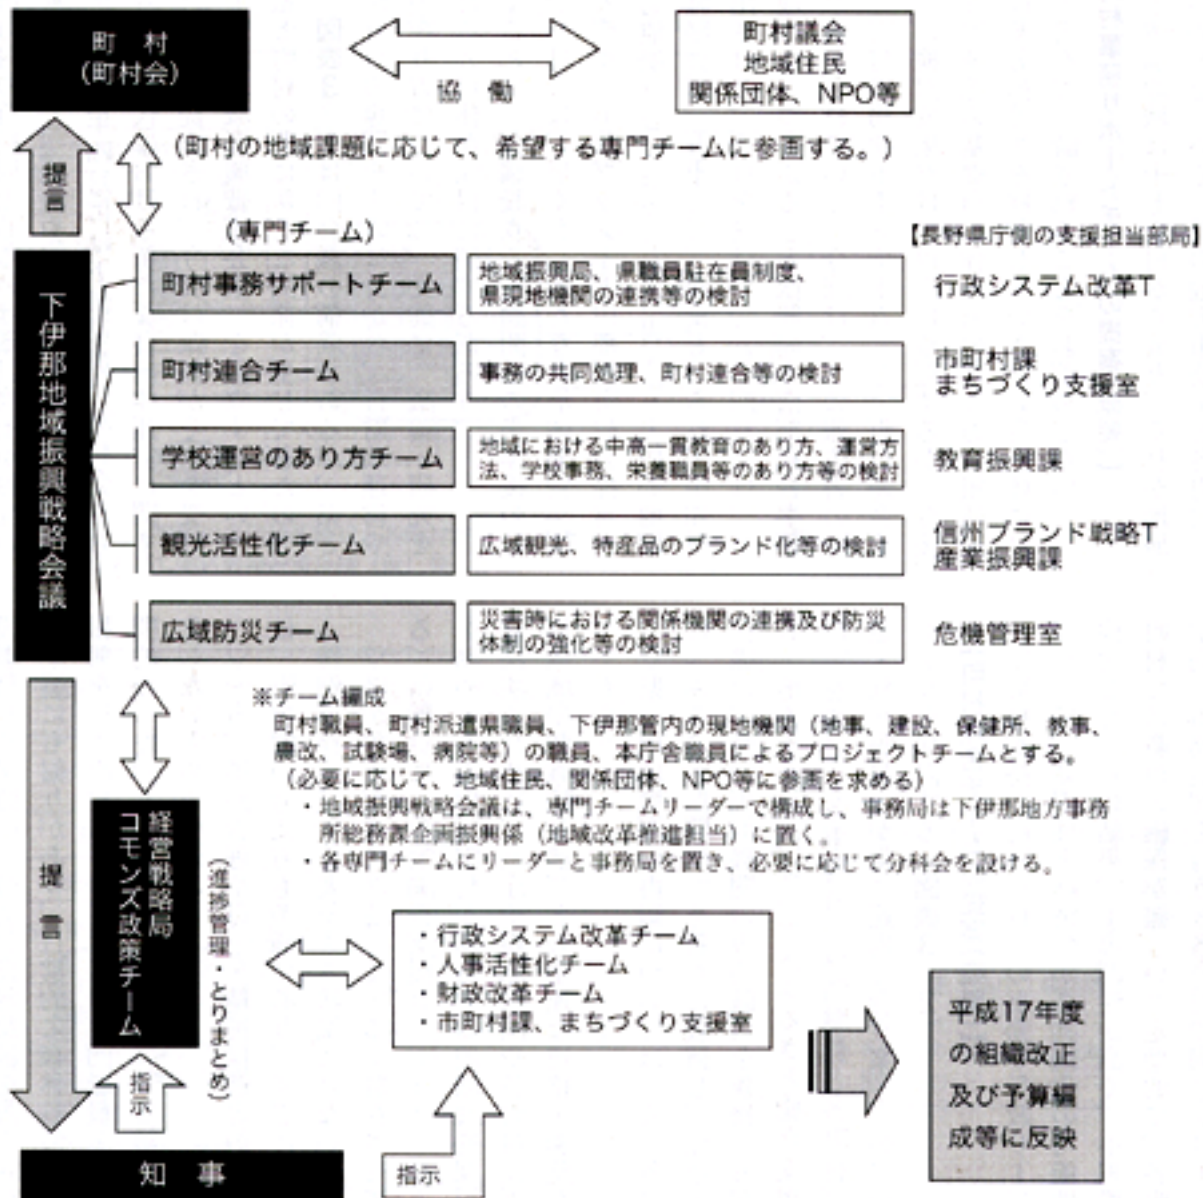 町 村
（町村会）
協 働
町村議会
地域住民
関係団体、NPO等
提言
（町村の地域課題に応じて、希望する専門チームに参画する。）
（専門チーム）
【長野県庁側の支援担当部局】
下伊那地域振興戦略会議
町村事務サポートチーム
地域振興局、県職員駐在員制度、
県現地機関の連携等の検討
行政システム改革T
町村連合チーム
事務の共同処理、町村連合等の検討
市町村課
まちづくり支援室
学校運営のあり方チーム
地域における中高一貫教育のあり方、運営方
法、学校事務、栄養職員等のあり方等の検討
教育振興課
観光活性化チーム
広域観光、特産品のブランド化等の検討
信州ブランド戦略T
産業振興課
広域防災チーム
災害時における関係機関の連携及び防災
体制の強化等の検討
危機管理室
※チーム編成
町村職員、町村派遣県職員、下伊那管内の現地機関（地事、建設、保健所、教事、
農改、試験場、病院等）の職員、本庁舎職員によるプロジェクトチームとする。
（必要に応じて、地域住民、関係団体、NPO等に参画を求める）
・地域振興戦略会議は、専門チームリーダーで構成し、事務局は下伊那地方事務
所総務課企画振興係（地域改革推進担当）に置く。
・各専門チームにリーダーと事務局を置き、必要に応じて分科会を設ける。
提 言
経営戦略局
コモンズ政策チーム
（進捗管理・とりまとめ）
・行政システム改革チーム
・人事活性化チーム
・財政改革チーム
・市町村課、まちづくり支援室
平成17年度
の組織改正
及び予算編
成等に反映
指示
知 事
指示